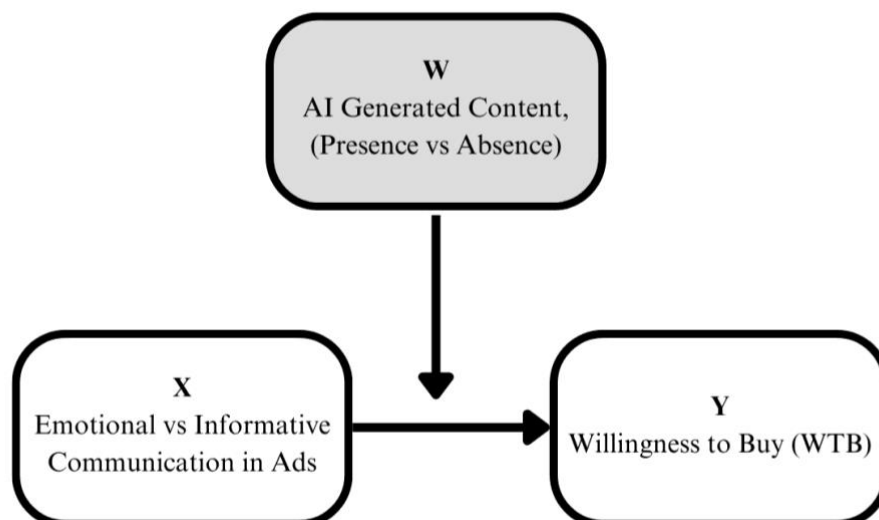 W
AI Generated Content,
(Presence vs Absence)
X
Emotional vs Informative
Communication in Ads
Y
Willingness to Buy (WTB)